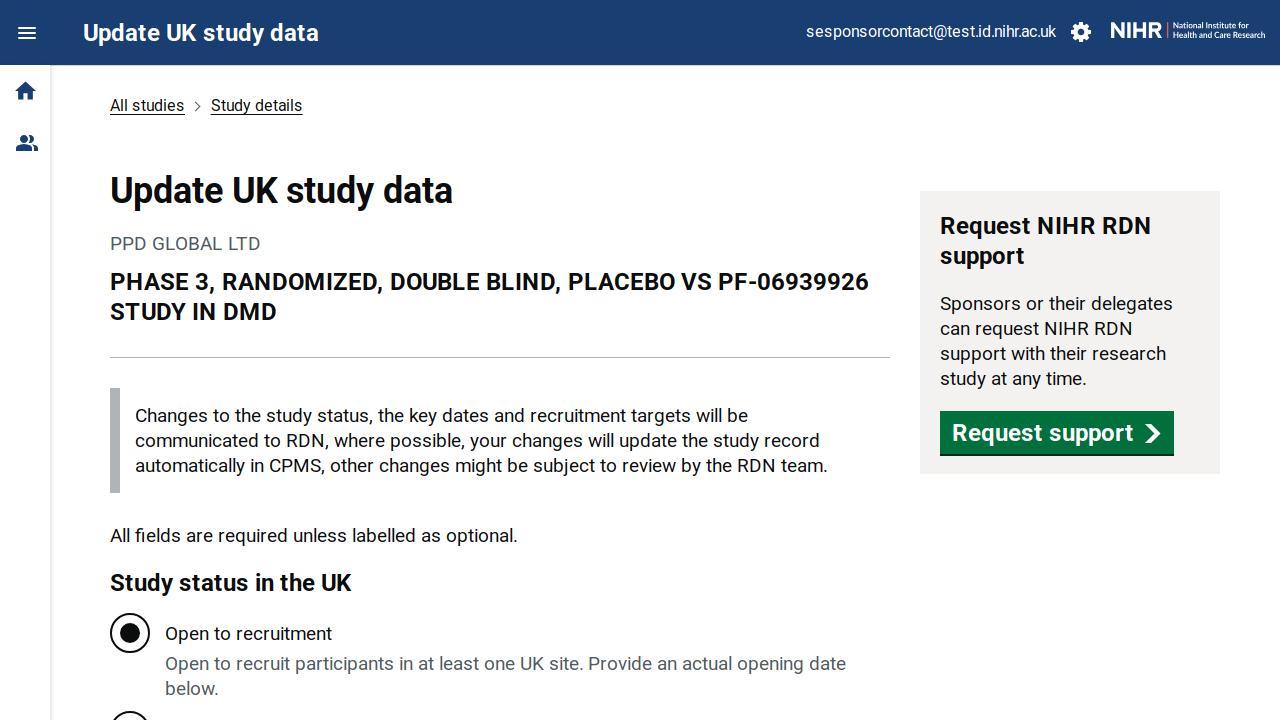 Update UK study data
sesponsorcontact@test.id.nihr.ac.uk
NIHR | National Institute for
Health and Care Research
All studies
Study details
Update UK study data
PPD GLOBAL LTD
PHASE 3, RANDOMIZED, DOUBLE BLIND, PLACEBO VS PF-06939926
STUDY IN DMD
Changes to the study status, the key dates and recruitment targets will be
communicated to RDN, where possible, your changes will update the study record
automatically in CPMS, other changes might be subject to review by the RDN team.
All fields are required unless labelled as optional.
Study status in the UK
Open to recruitment
Open to recruit participants in at least one UK site. Provide an actual opening date
below.
Request NIHR RDN
support
Sponsors or their delegates
can request NIHR RDN
support with their research
study at any time.
Request support